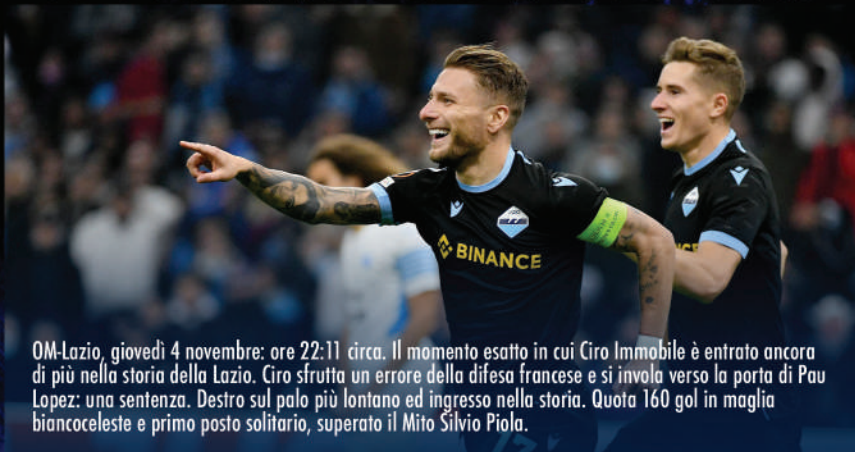 BINANCE
OM-Lazio, giovedì 4 novembre: ore 22:11 circa. Il momento esatto in cui Ciro Immobile è entrato ancora
di più nella storia della Lazio. Ciro sfrutta un errore della difesa francese e si invola verso la porta di Pau
Lopez: una sentenza. Destro sul palo più lontano ed ingresso nella storia. Quota 160 gol in maglia
biancoceleste e primo posto solitario, superato il Mito Silvio Piola.